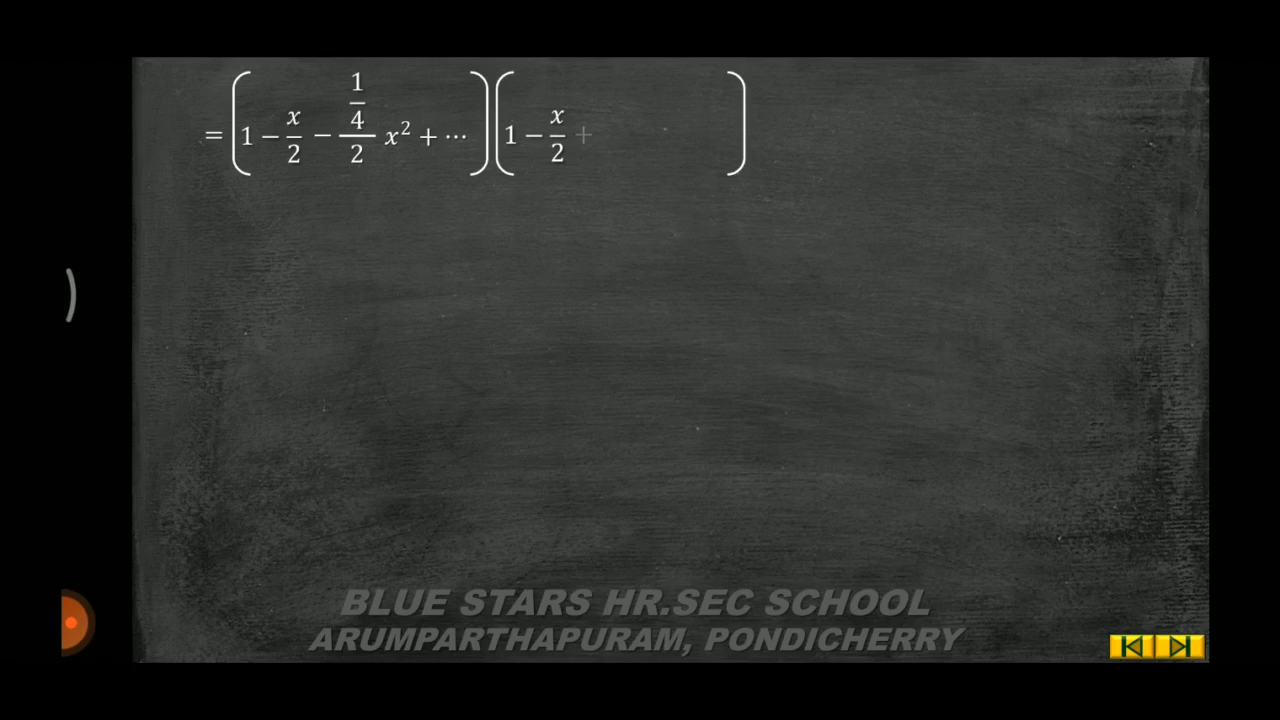 = (1 − x/2 − (1/4)/2 x² + ⋯)(1 − x/2 + )
BLUE STARS HR.SEC SCHOOL
ARUMPARTHAPURAM, PONDICHERRY